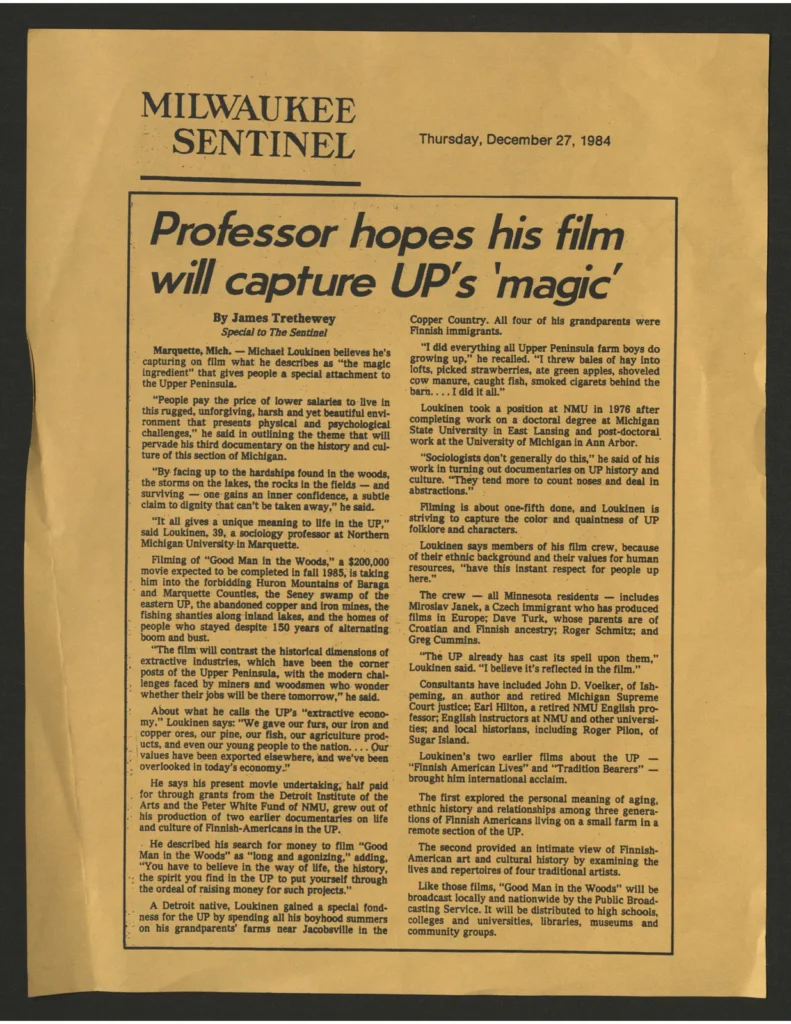 MILWAUKEE
SENTINEL
Thursday, December 27, 1984
Professor hopes his film
will capture UP's 'magic'
By James Trethewey
Special to The Sentinel
Marquette, Mich. — Michael Loukinen believes he's
capturing on film what he describes as "the magic
ingredient" that gives people a special attachment to
the Upper Peninsula.
"People pay the price of lower salaries to live in
this rugged, unforgiving, harsh and yet beautiful envi-
ronment that presents physical and psychological
challenges," he said in outlining the theme that will
pervade his third documentary on the history and cul-
ture of this section of Michigan.
"By facing up to the hardships found in the woods,
the storms on the lakes, the rocks in the fields — and
surviving — one gains an inner confidence, a subtle
claim to dignity that can't be taken away," he said.
"It all gives a unique meaning to life in the UP,"
said Loukinen, 39, a sociology professor at Northern
Michigan University in Marquette.
Filming of "Good Man in the Woods," a $200,000
movie expected to be completed in fall 1985, is taking
him into the forbidding Huron Mountains of Baraga
and Marquette Counties, the Seney swamp of the
eastern UP, the abandoned copper and iron mines, the
fishing shanties along inland lakes, and the homes of
people who stayed despite 150 years of alternating
boom and bust.
"The film will contrast the historical dimensions of
extractive industries, which have been the corner
posts of the Upper Peninsula, with the modern chal-
lenges faced by miners and woodsmen who wonder
whether their jobs will be there tomorrow," he said.
About what he calls the UP's "extractive econo-
my," Loukinen says: "We gave our furs, our iron and
copper ores, our pine, our fish, our agriculture prod-
ucts, and even our young people to the nation. . . . Our
values have been exported elsewhere, and we've been
overlooked in today's economy."
He says his present movie undertaking, half paid
for through grants from the Detroit Institute of the
Arts and the Peter White Fund of NMU, grew out of
his production of two earlier documentaries on life
and culture of Finnish-Americans in the UP.
He described his search for money to film "Good
Man in the Woods" as "long and agonizing," adding,
"You have to believe in the way of life, the history,
the spirit you find in the UP to put yourself through
the ordeal of raising money for such projects."
A Detroit native, Loukinen gained a special fond-
ness for the UP by spending all his boyhood summers
on his grandparents' farms near Jacobsville in the
Copper Country. All four of his grandparents were
Finnish immigrants.
"I did everything all Upper Peninsula farm boys do
growing up," he recalled. "I threw bales of hay into
lofts, picked strawberries, ate green apples, shoveled
cow manure, caught fish, smoked cigarets behind the
barn. . . . I did it all."
Loukinen took a position at NMU in 1976 after
completing work on a doctoral degree at Michigan
State University in East Lansing and post-doctoral
work at the University of Michigan in Ann Arbor.
"Sociologists don't generally do this," he said of his
work in turning out documentaries on UP history and
culture. "They tend more to count noses and deal in
abstractions."
Filming is about one-fifth done, and Loukinen is
striving to capture the color and quaintness of UP
folklore and characters.
Loukinen says members of his film crew, because
of their ethnic background and their values for human
resources, "have this instant respect for people up
here."
The crew — all Minnesota residents — includes
Miroslav Janek, a Czech immigrant who has produced
films in Europe; Dave Turk, whose parents are of
Croatian and Finnish ancestry; Roger Schmitz; and
Greg Cummins.
"The UP already has cast its spell upon them,"
Loukinen said. "I believe it's reflected in the film."
Consultants have included John D. Voelker, of Ish-
peming, an author and retired Michigan Supreme
Court justice; Earl Hilton, a retired NMU English pro-
fessor; English instructors at NMU and other universi-
ties; and local historians, including Roger Pilon, of
Sugar Island.
Loukinen's two earlier films about the UP —
"Finnish American Lives" and "Tradition Bearers" —
brought him international acclaim.
The first explored the personal meaning of aging,
ethnic history and relationships among three genera-
tions of Finnish Americans living on a small farm in a
remote section of the UP.
The second provided an intimate view of Finnish-
American art and cultural history by examining the
lives and repertoires of four traditional artists.
Like those films, "Good Man in the Woods" will be
broadcast locally and nationwide by the Public Broad-
casting Service. It will be distributed to high schools,
colleges and universities, libraries, museums and
community groups.